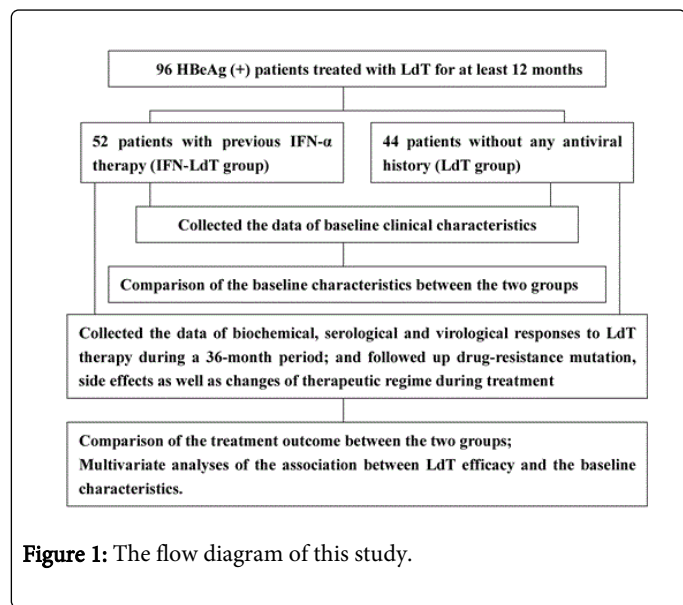 96 HBeAg (+) patients treated with LdT for at least 12 months
52 patients with previous IFN-α
therapy (IFN-LdT group)
44 patients without any antiviral
history (LdT group)
Collected the data of baseline clinical characteristics
Comparison of the baseline characteristics between the two groups
Collected the data of biochemical, serological and virological responses to LdT
therapy during a 36-month period; and followed up drug-resistance mutation,
side effects as well as changes of therapeutic regime during treatment
Comparison of the treatment outcome between the two groups;
Multivariate analyses of the association between LdT efficacy and the baseline
characteristics.
Figure 1: The flow diagram of this study.